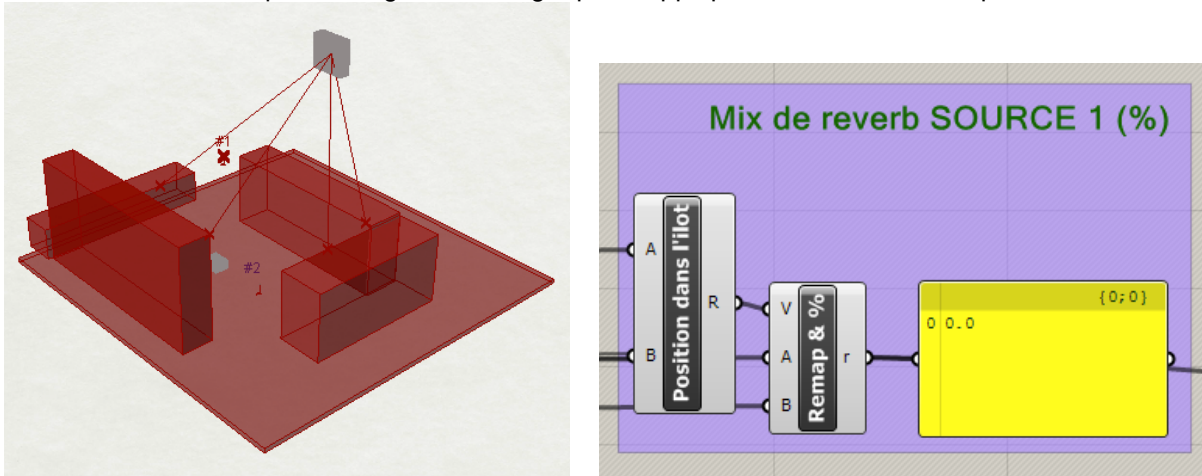 #1
#2
Mix de reverb SOURCE 1 (%)
A
B
Position dans l'ilot
R
V
A
B
Remap & %
r
{0;0}
0 0.0